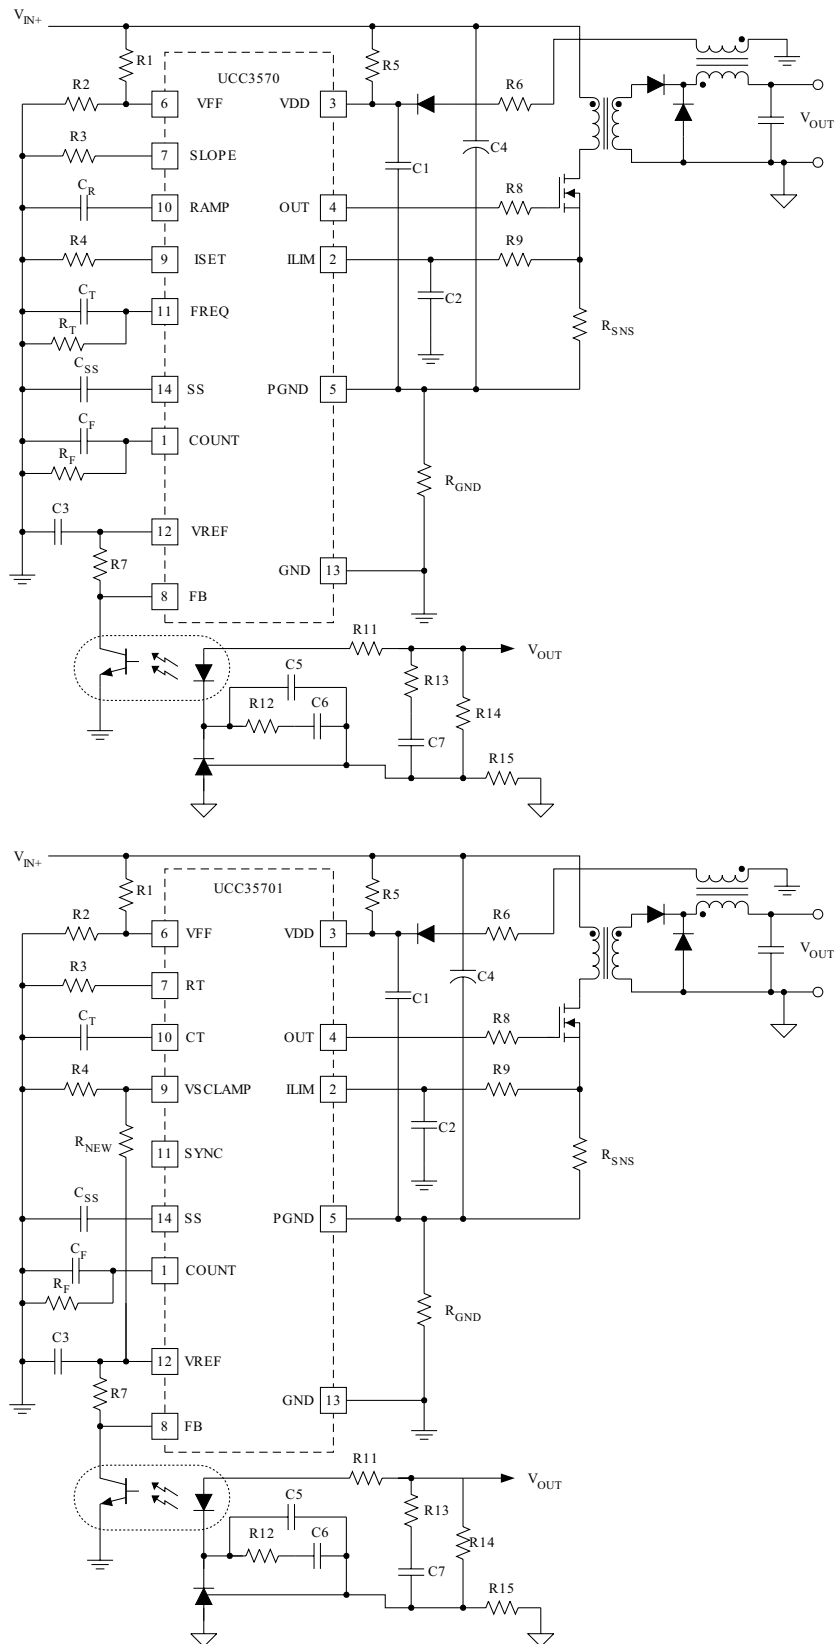 VIN+
R1
UCC3570
R5
R2
R6
6 VFF
VDD 3
VOUT
R3
7 SLOPE
C1
C4
CR
10 RAMP
OUT 4
R8
R4
9 ISET
ILIM 2
R9
CT
11 FREQ
C2
RSNS
RT
CSS
14 SS
PGND 5
CF
1 COUNT
RF
RGND
C3
12 VREF
R7
GND 13
8 FB
R11
VOUT
C5
R13
R12
C6
R14
C7
R15
VIN+
R1
UCC35701
R5
R2
R6
6 VFF
VDD 3
VOUT
R3
7 RT
C1
C4
CT
10 CT
OUT 4
R8
R4
9 VSCLAMP
ILIM 2
R9
RNEW
11 SYNC
C2
RSNS
CSS
14 SS
PGND 5
CF
1 COUNT
RF
RGND
C3
12 VREF
R7
GND 13
8 FB
R11
VOUT
C5
R13
R12
C6
R14
C7
R15